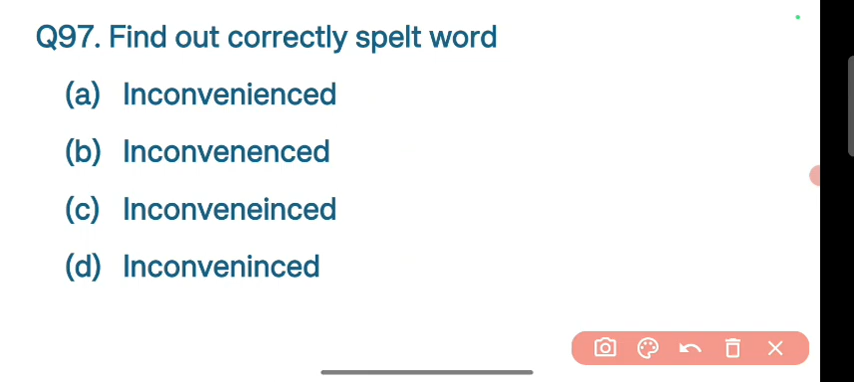 Q97. Find out correctly spelt word
(a) Inconvenienced
(b) Inconvenenced
(c) Inconveneinced
(d) Inconveninced